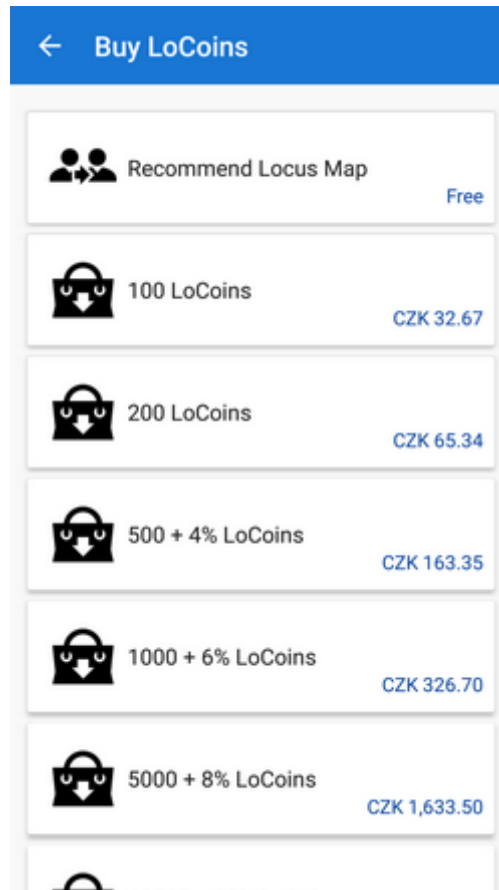 Buy LoCoins
Recommend Locus Map
Free
100 LoCoins
CZK 32.67
200 LoCoins
CZK 65.34
500 + 4% LoCoins
CZK 163.35
1000 + 6% LoCoins
CZK 326.70
5000 + 8% LoCoins
CZK 1,633.50